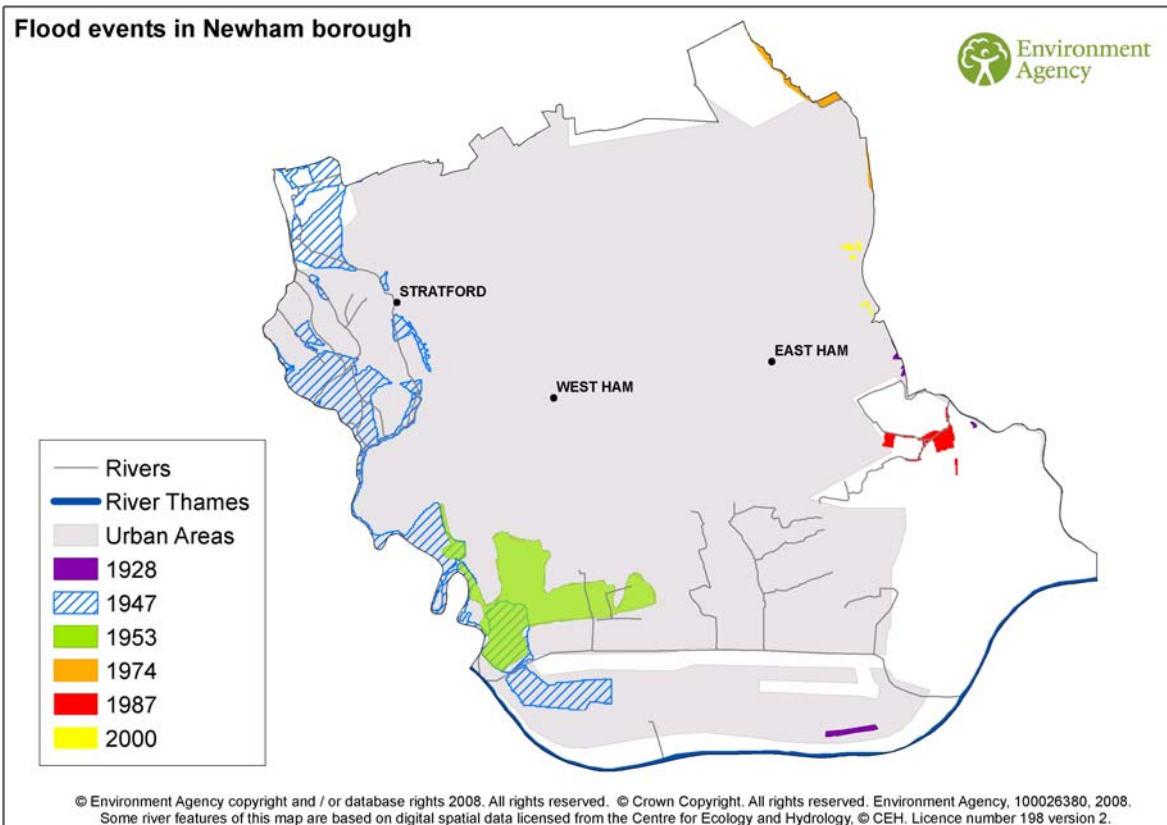 Flood events in Newham borough
Environment
Agency
STRATFORD
EAST HAM
WEST HAM
Rivers
River Thames
Urban Areas
1928
1947
1953
1974
1987
2000
© Environment Agency copyright and / or database rights 2008. All rights reserved. © Crown Copyright. All rights reserved. Environment Agency, 100026380, 2008.
Some river features of this map are based on digital spatial data licensed from the Centre for Ecology and Hydrology, © CEH. Licence number 198 version 2.